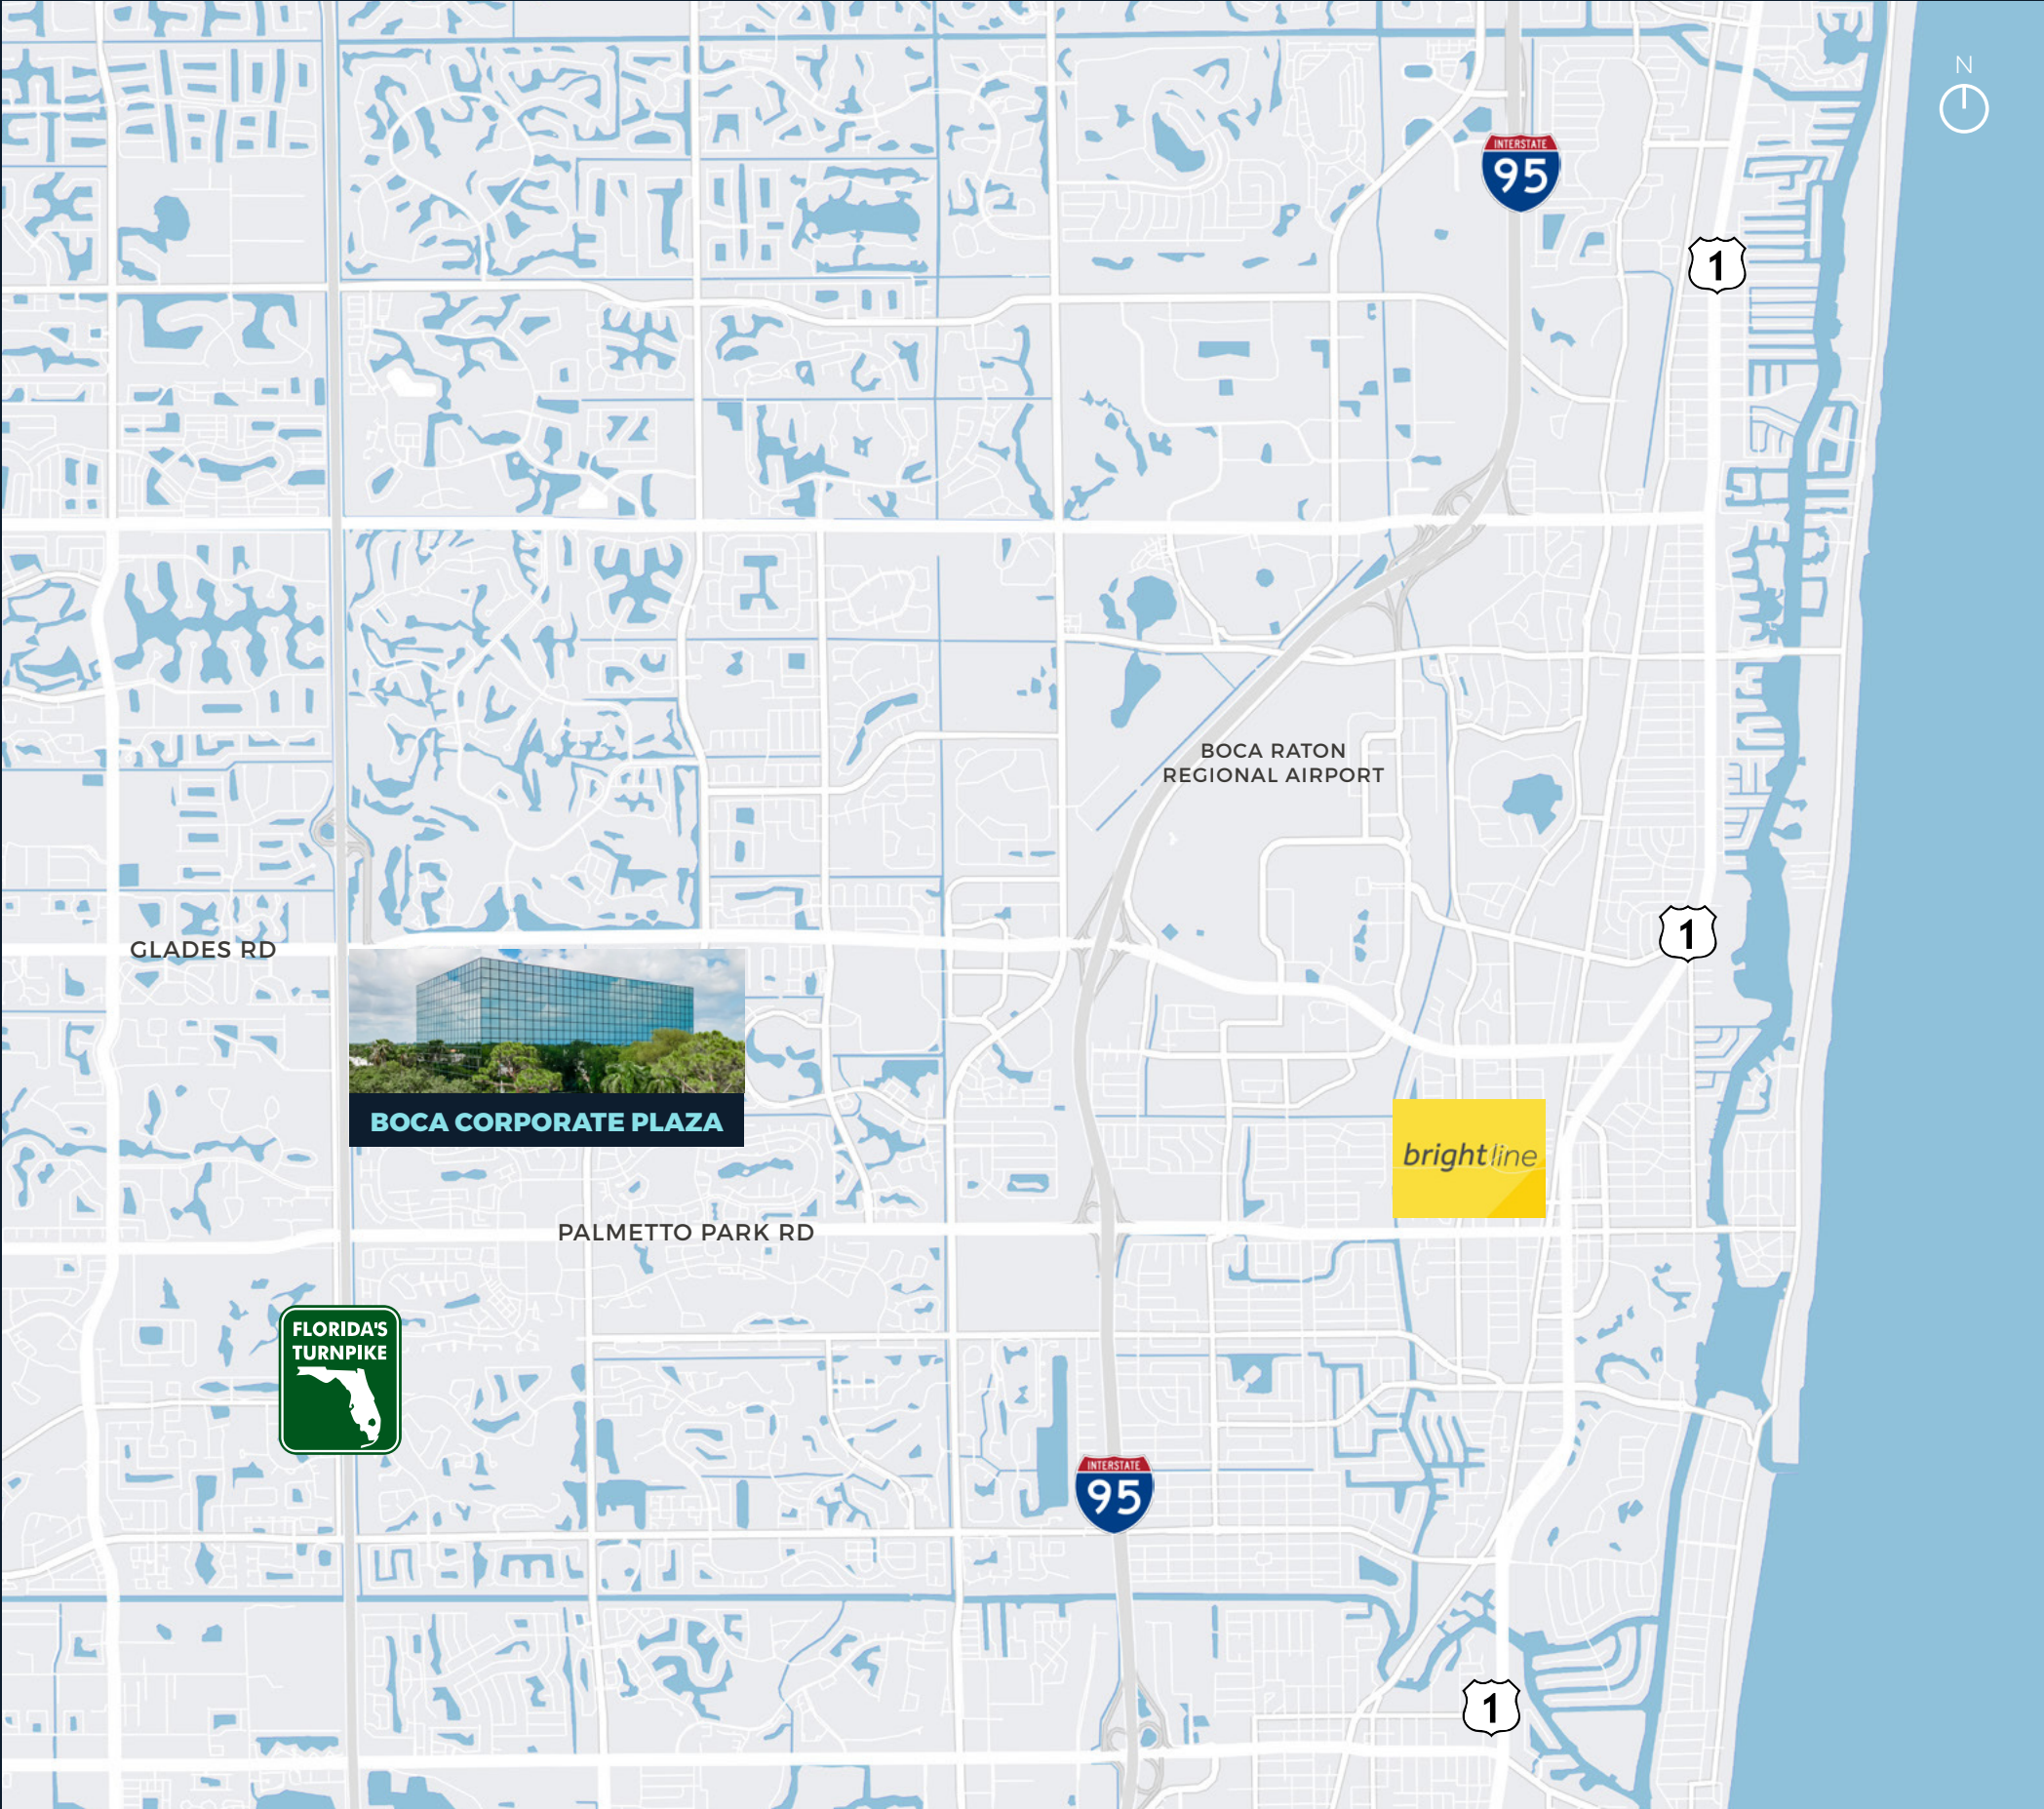 N
INTERSTATE
95
1
BOCA RATON
REGIONAL AIRPORT
1
GLADES RD
BOCA CORPORATE PLAZA
brightline
PALMETTO PARK RD
FLORIDA'S
TURNPIKE
INTERSTATE
95
1